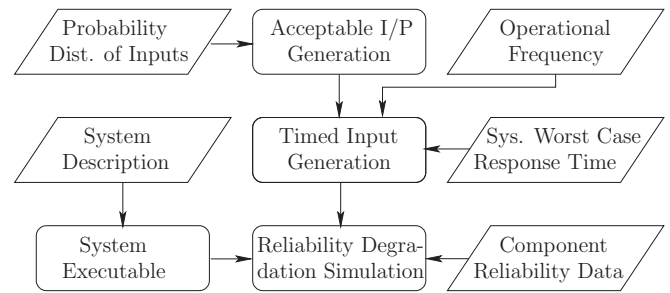 Probability
Dist. of Inputs
Acceptable I/P
Generation
Operational
Frequency
System
Description
Timed Input
Generation
Sys. Worst Case
Response Time
System
Executable
Reliability Degra-
dation Simulation
Component
Reliability Data